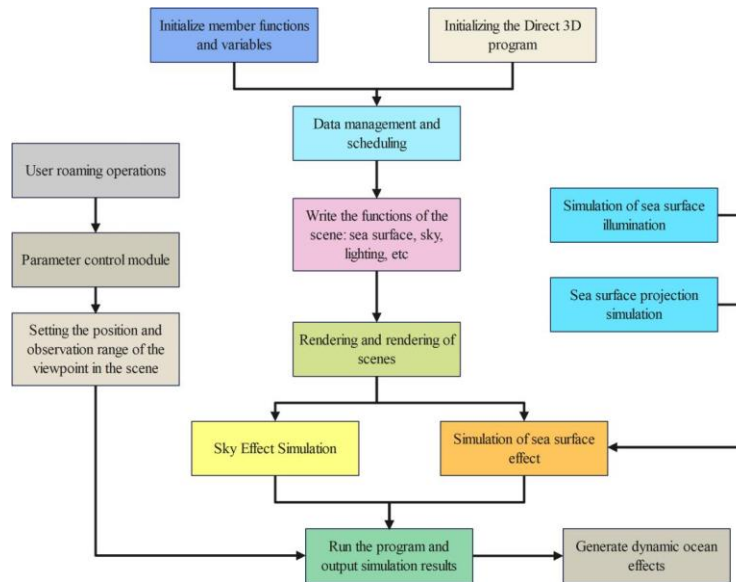 Initialize member functions
and variables
Initializing the Direct 3D
program
Data management and
scheduling
User roaming operations
Write the functions of the
scene: sea surface, sky,
lighting, etc
Simulation of sea surface
illumination
Parameter control module
Sea surface projection
simulation
Setting the position and
observation range of the
viewpoint in the scene
Rendering and rendering of
scenes
Sky Effect Simulation
Simulation of sea surface
effect
Run the program and
output simulation results
Generate dynamic ocean
effects